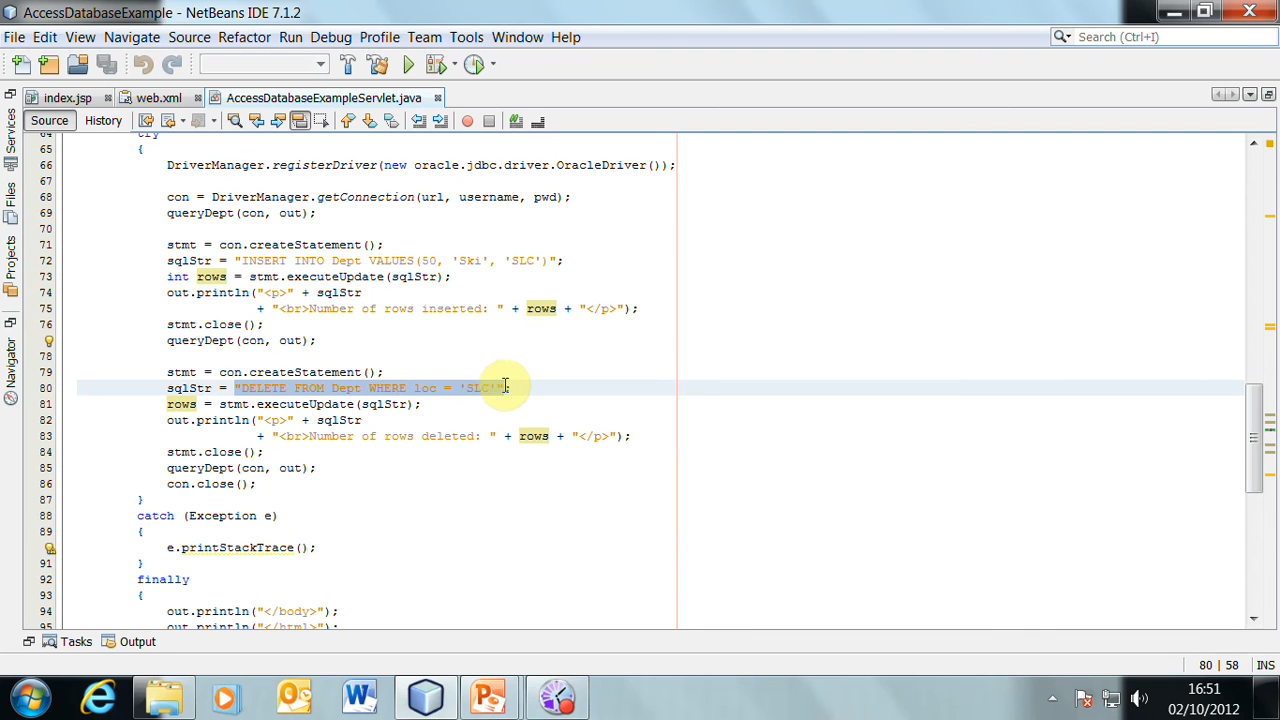 AccessDatabaseExample - NetBeans IDE 7.1.2
File Edit View Navigate Source Refactor Run Debug Profile Team Tools Window Help
Search (Ctrl+I)
index.jsp web.xml AccessDatabaseExampleServlet.java
Source History
Services
Files
Projects
Navigator
64 try
65 {
66 DriverManager.registerDriver(new oracle.jdbc.driver.OracleDriver());
67
68 con = DriverManager.getConnection(url, username, pwd);
69 queryDept(con, out);
70
71 stmt = con.createStatement();
72 sqlStr = "INSERT INTO Dept VALUES(50, 'Ski', 'SLC')";
73 int rows = stmt.executeUpdate(sqlStr);
74 out.println("<p>" + sqlStr
75 + "<br>Number of rows inserted: " + rows + "</p>");
76 stmt.close();
queryDept(con, out);
78
79 stmt = con.createStatement();
80 sqlStr = "DELETE FROM Dept WHERE loc = 'SLC'";
81 rows = stmt.executeUpdate(sqlStr);
82 out.println("<p>" + sqlStr
83 + "<br>Number of rows deleted: " + rows + "</p>");
84 stmt.close();
85 queryDept(con, out);
86 con.close();
87 }
88 catch (Exception e)
89 {
e.printStackTrace();
91 }
92 finally
93 {
94 out.println("</body>");
95 out.println("</html>");
Tasks Output
80 | 58 INS
16:51
02/10/2012